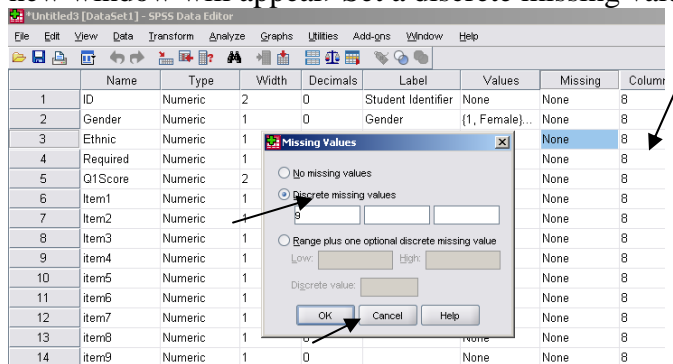 new window will appear. Set a discrete missing val
*Untitled3 [DataSet1] - SPSS Data Editor
File Edit View Data Transform Analyze Graphs Utilities Add-ons Window Help
Name Type Width Decimals Label Values Missing Column
1 ID Numeric 2 0 Student Identifier None None 8
2 Gender Numeric 1 0 Gender {1, Female}... None 8
3 Ethnic Numeric 1 None 8
4 Required Numeric 1 None 8
5 Q1Score Numeric 2 None 8
6 Item1 Numeric 1 None 8
7 Item2 Numeric 1 None 8
8 Item3 Numeric 1 None 8
9 item4 Numeric 1 None 8
10 item5 Numeric 1 None 8
11 item6 Numeric 1 None 8
12 item7 Numeric 1 None 8
13 item8 Numeric 1 0 None None 8
14 item9 Numeric 1 0 None None 8
Missing Values
No missing values
Discrete missing values
9
Range plus one optional discrete missing value
Low: High:
Discrete value:
OK Cancel Help